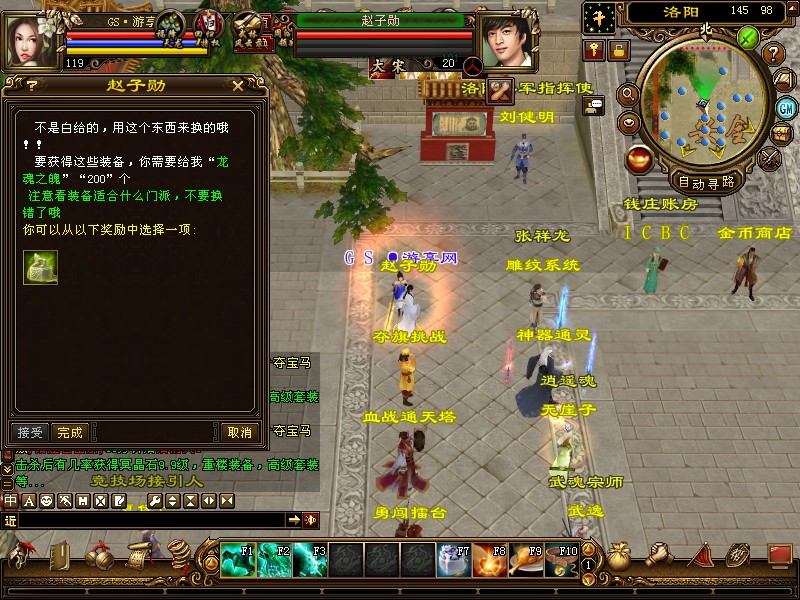 GS·游亨
119
赵子勋
大宋
20
洛阳
145 98
北
GM
自动寻路
?
赵子勋
不是白给的，用这个东西来换的哦
！！
要获得这些装备，你需要给我“龙
魂之魄”“200”个
注意看装备适合什么门派，不要换
错了哦
你可以从以下奖励中选择一项:
接受
完成
取消
军指挥使
刘健明
钱庄账房
ICBC
金币商店
张祥龙
雕纹系统
GS●游亨网
赵子勋
夺旗挑战
神器通灵
逍遥魂
天崖子
血战通天塔
武魂宗师
武逸
勇闯擂台
夺宝马
高级套装
夺宝马
击杀后有几率获得冥晶石9.9级，重楼装备，高级套装
等...
竞技场接引人
中
A
近
F1
F2
F3
F7
F8
F9
F10
1